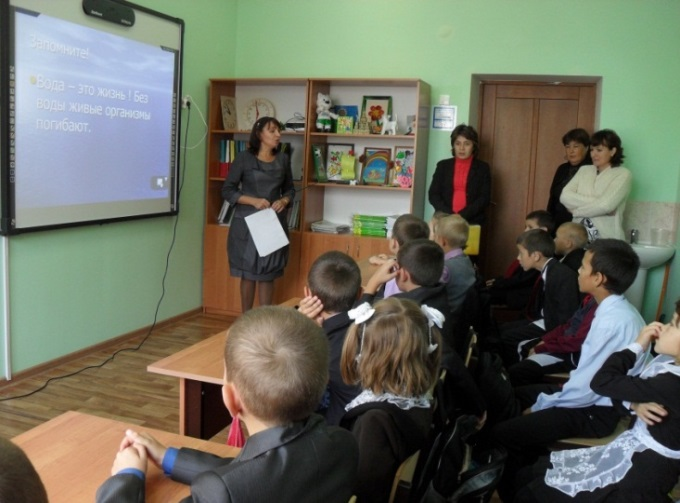 Запомните!
Вода – это жизнь ! Без
воды живые организмы
погибают.